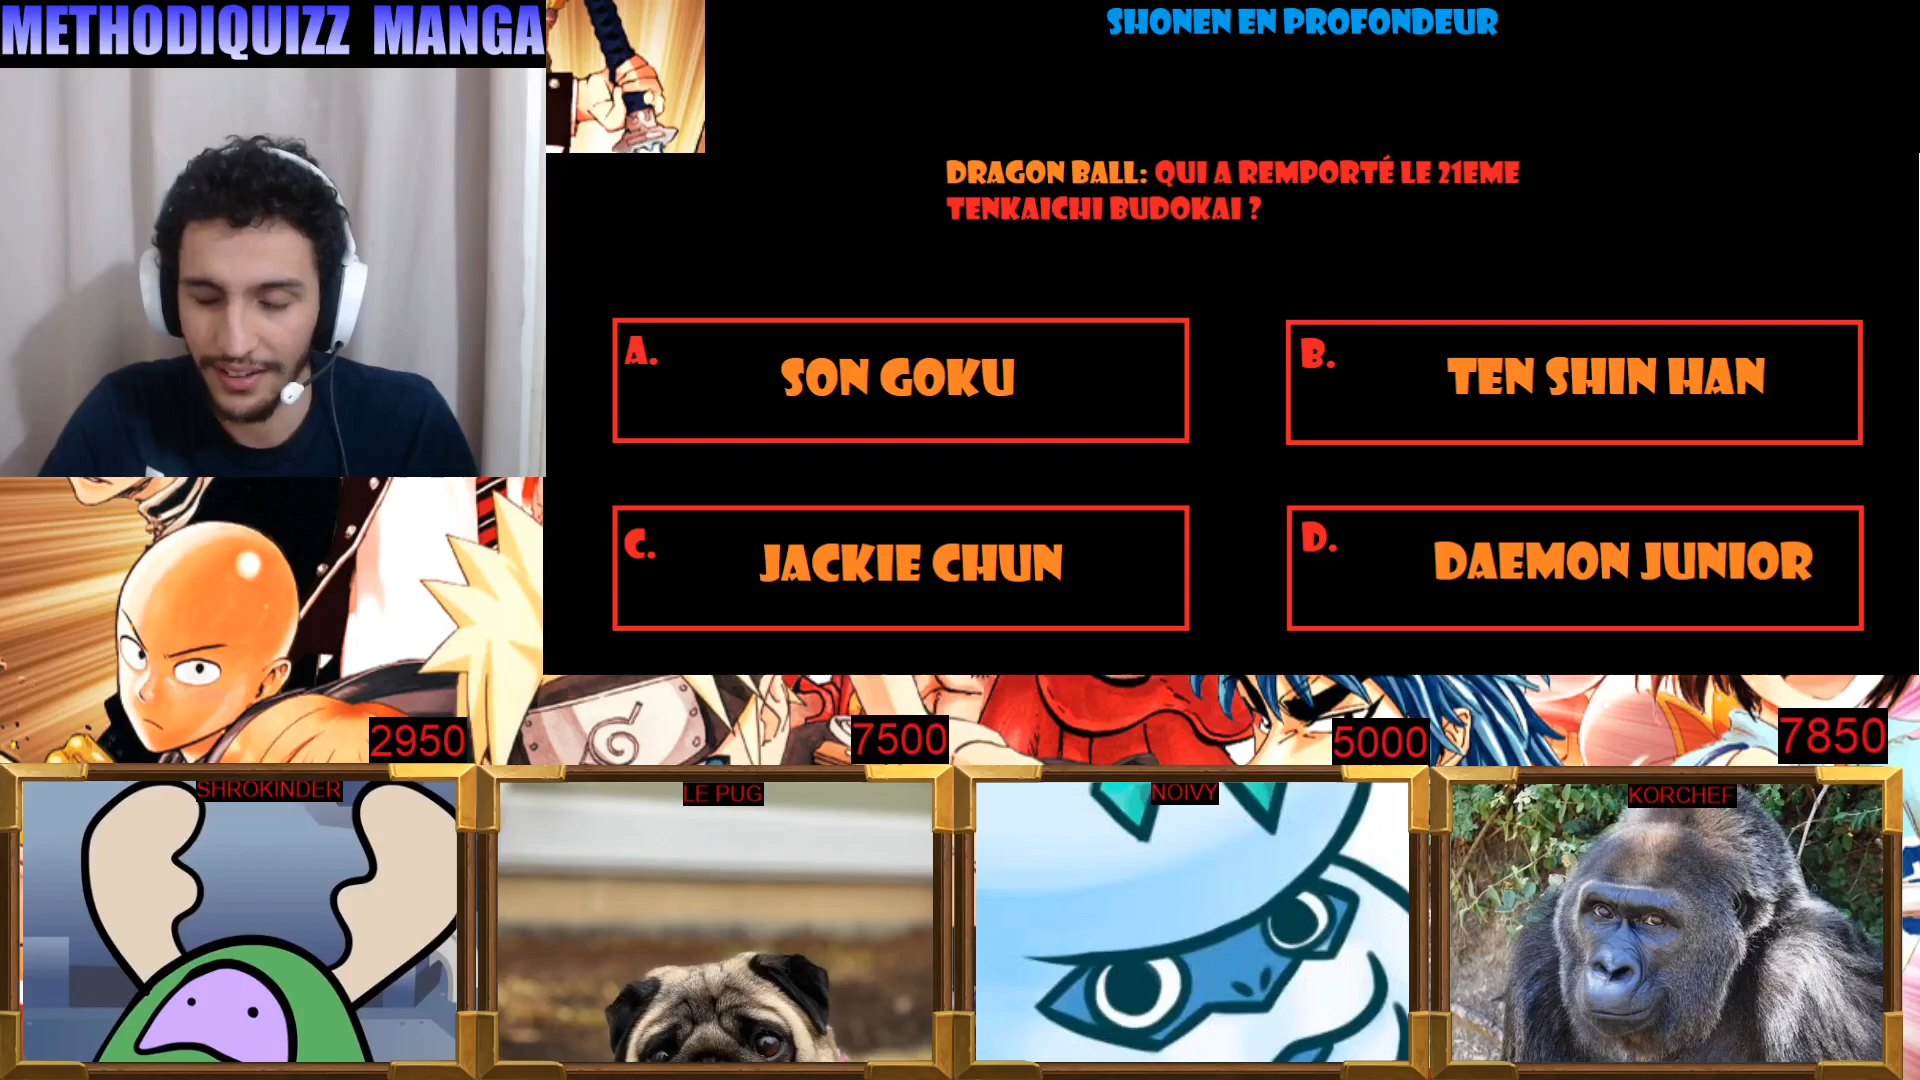 METHODIQUIZZ MANGA
SHONEN EN PROFONDEUR
DRAGON BALL: QUI A REMPORTÉ LE 21EME
TENKAICHI BUDOKAI ?
A.
SON GOKU
B.
TEN SHIN HAN
C.
JACKIE CHUN
D.
DAEMON JUNIOR
2950
7500
5000
7850
SHROKINDER
LE PUG
NOIVY
KORCHEF